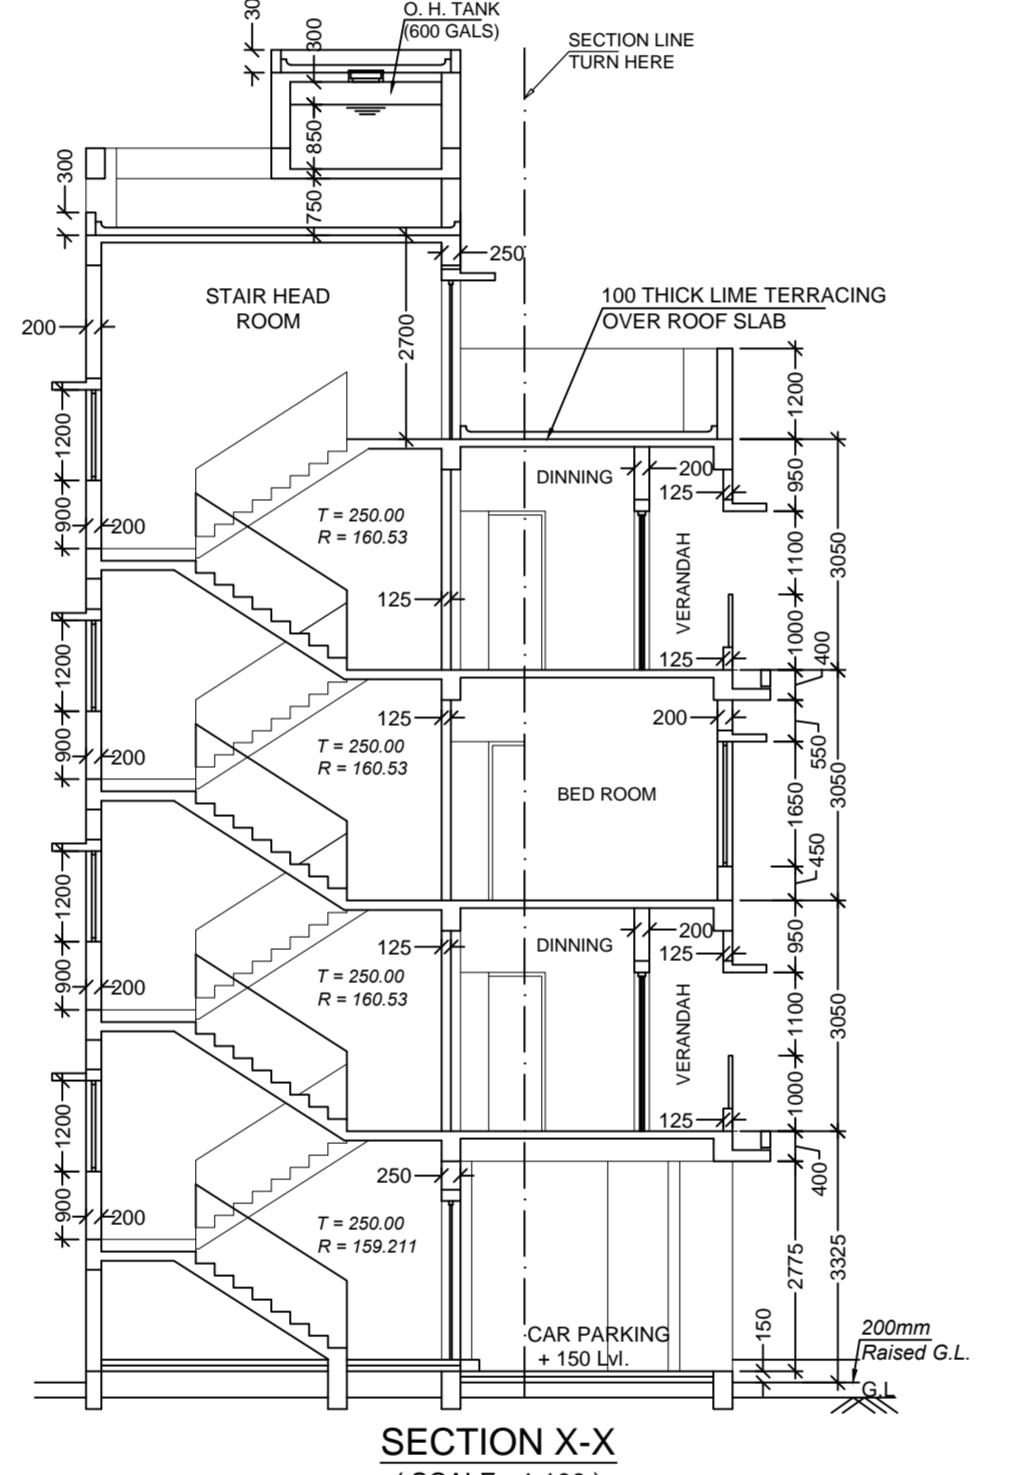 30
O. H. TANK
(600 GALS)
300
SECTION LINE
TURN HERE
850
300
750
250
STAIR HEAD
ROOM
100 THICK LIME TERRACING
OVER ROOF SLAB
200
2700
1200
1200
DINNING
200
950
125
T = 250.00
R = 160.53
900
200
VERANDAH
1100
3050
125
1000
400
125
1200
125
200
T = 250.00
R = 160.53
550
900
200
3050
BED ROOM
1650
450
1200
125
DINNING
200
950
125
T = 250.00
R = 160.53
900
200
VERANDAH
1100
3050
1000
125
1200
400
250
900
200
T = 250.00
R = 159.211
2775
3325
CAR PARKING
+ 150 Lvl.
150
200mm
Raised G.L.
G.L
SECTION X-X